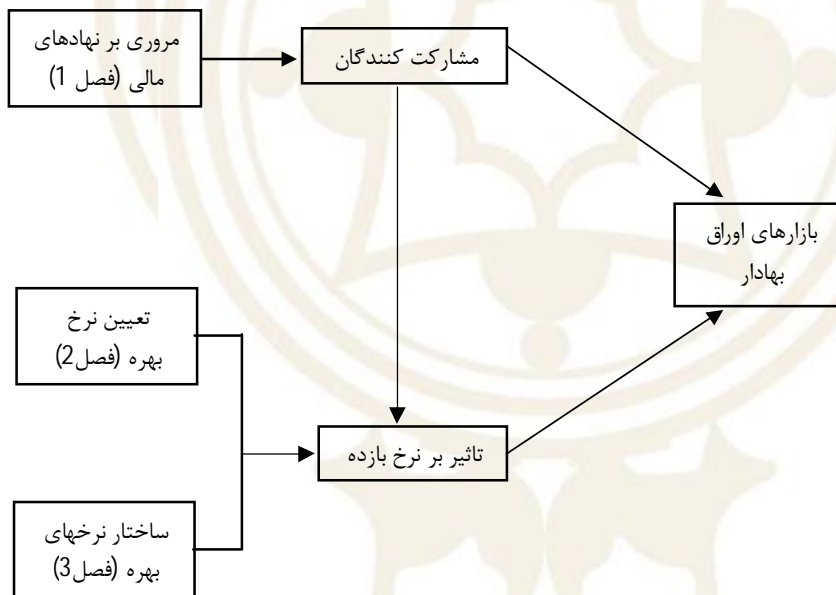 مروری بر نهادهای
مالی (فصل 1)
مشارکت کنندگان
بازارهای اوراق
بهادار
تعیین نرخ
بهره (فصل2)
تاثیر بر نرخ بازده
ساختار نرخهای
بهره (فصل3)